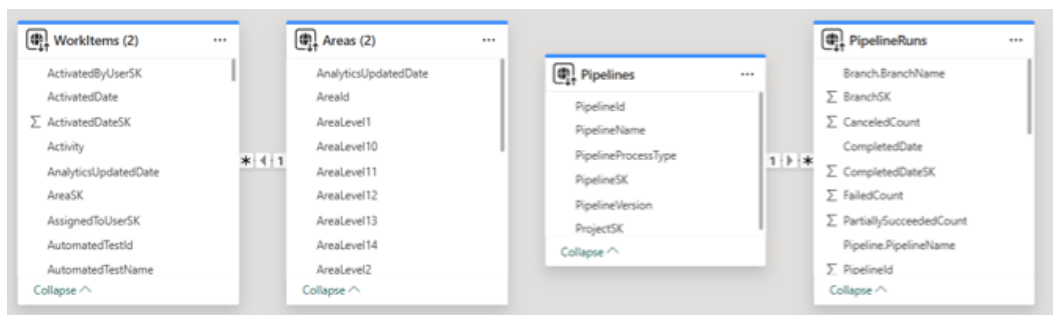 WorkItems (2) ...
ActivatedByUserSK
ActivatedDate
Σ ActivatedDateSK
Activity
AnalyticsUpdatedDate
AreaSK
AssignedToUserSK
AutomatedTestId
AutomatedTestName
Collapse
* 1
Areas (2) ...
AnalyticsUpdatedDate
AreaId
AreaLevel1
AreaLevel10
AreaLevel11
AreaLevel12
AreaLevel13
AreaLevel14
AreaLevel2
Collapse
Pipelines ...
PipelineId
PipelineName
PipelineProcessType
PipelineSK
PipelineVersion
ProjectSK
Collapse
1 *
PipelineRuns ...
Branch.BranchName
Σ BranchSK
Σ CanceledCount
CompletedDate
Σ CompletedDateSK
Σ FailedCount
Σ PartiallySucceededCount
Pipeline.PipelineName
Σ PipelineId
Collapse